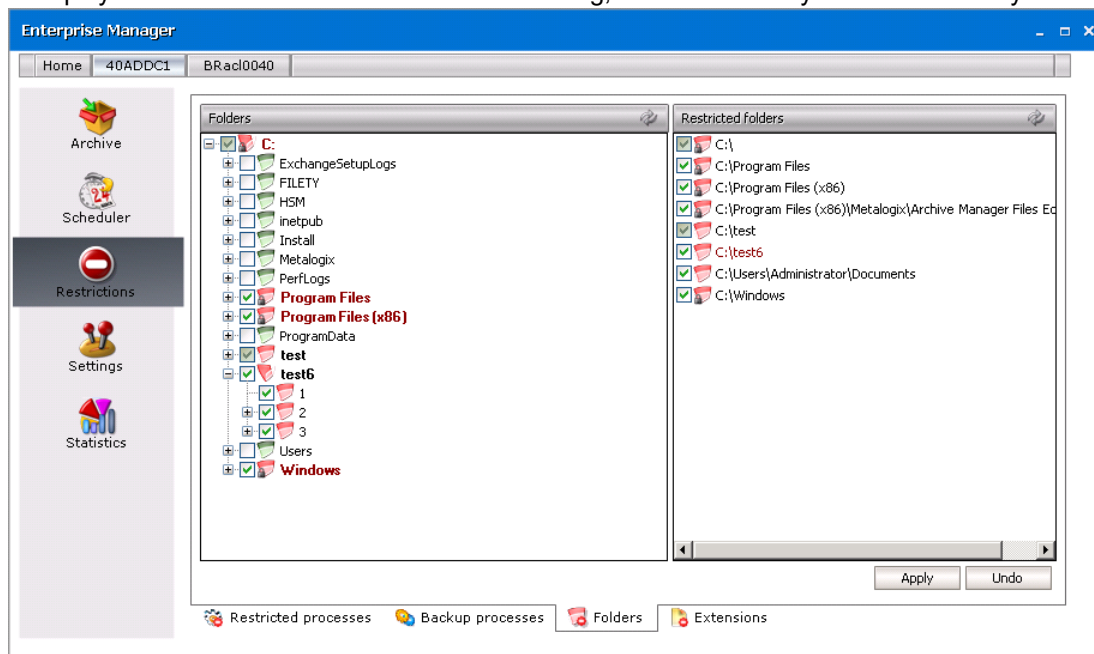 Enterprise Manager
Home 40ADDC1 BRacl0040
Archive
Scheduler
Restrictions
Settings
Statistics
Folders
C:
ExchangeSetupLogs
FILETY
HSM
inetpub
Install
Metalogix
PerfLogs
Program Files
Program Files (x86)
ProgramData
test
test6
1
2
3
Users
Windows
Restricted folders
C:\
C:\Program Files
C:\Program Files (x86)
C:\Program Files (x86)\Metalogix\Archive Manager Files Ed
C:\test
C:\test6
C:\Users\Administrator\Documents
C:\Windows
Apply Undo
Restricted processes Backup processes Folders Extensions